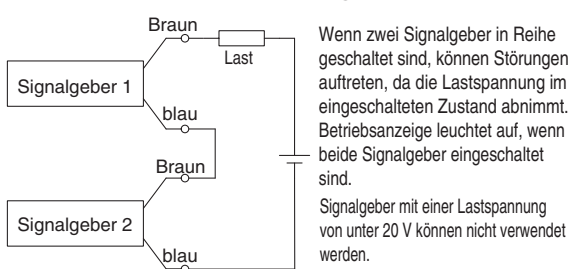 Braun
Last
Signalgeber 1
blau
Braun
Signalgeber 2
blau
Wenn zwei Signalgeber in Reihe
geschaltet sind, können Störungen
auftreten, da die Lastspannung im
eingeschalteten Zustand abnimmt.
Betriebsanzeige leuchtet auf, wenn
beide Signalgeber eingeschaltet
sind.
Signalgeber mit einer Lastspannung
von unter 20 V können nicht verwendet
werden.